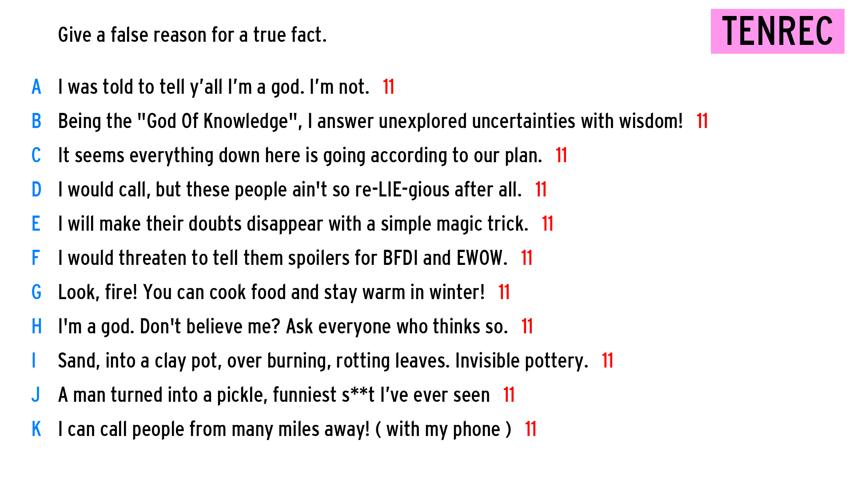 Give a false reason for a true fact.
TENREC
A I was told to tell y'all I'm a god. I'm not. 11
B Being the "God Of Knowledge", I answer unexplored uncertainties with wisdom! 11
C It seems everything down here is going according to our plan. 11
D I would call, but these people ain't so re-LIE-gious after all. 11
E I will make their doubts disappear with a simple magic trick. 11
F I would threaten to tell them spoilers for BFDI and EWOW. 11
G Look, fire! You can cook food and stay warm in winter! 11
H I'm a god. Don't believe me? Ask everyone who thinks so. 11
I Sand, into a clay pot, over burning, rotting leaves. Invisible pottery. 11
J A man turned into a pickle, funniest s**t I've ever seen 11
K I can call people from many miles away! ( with my phone ) 11